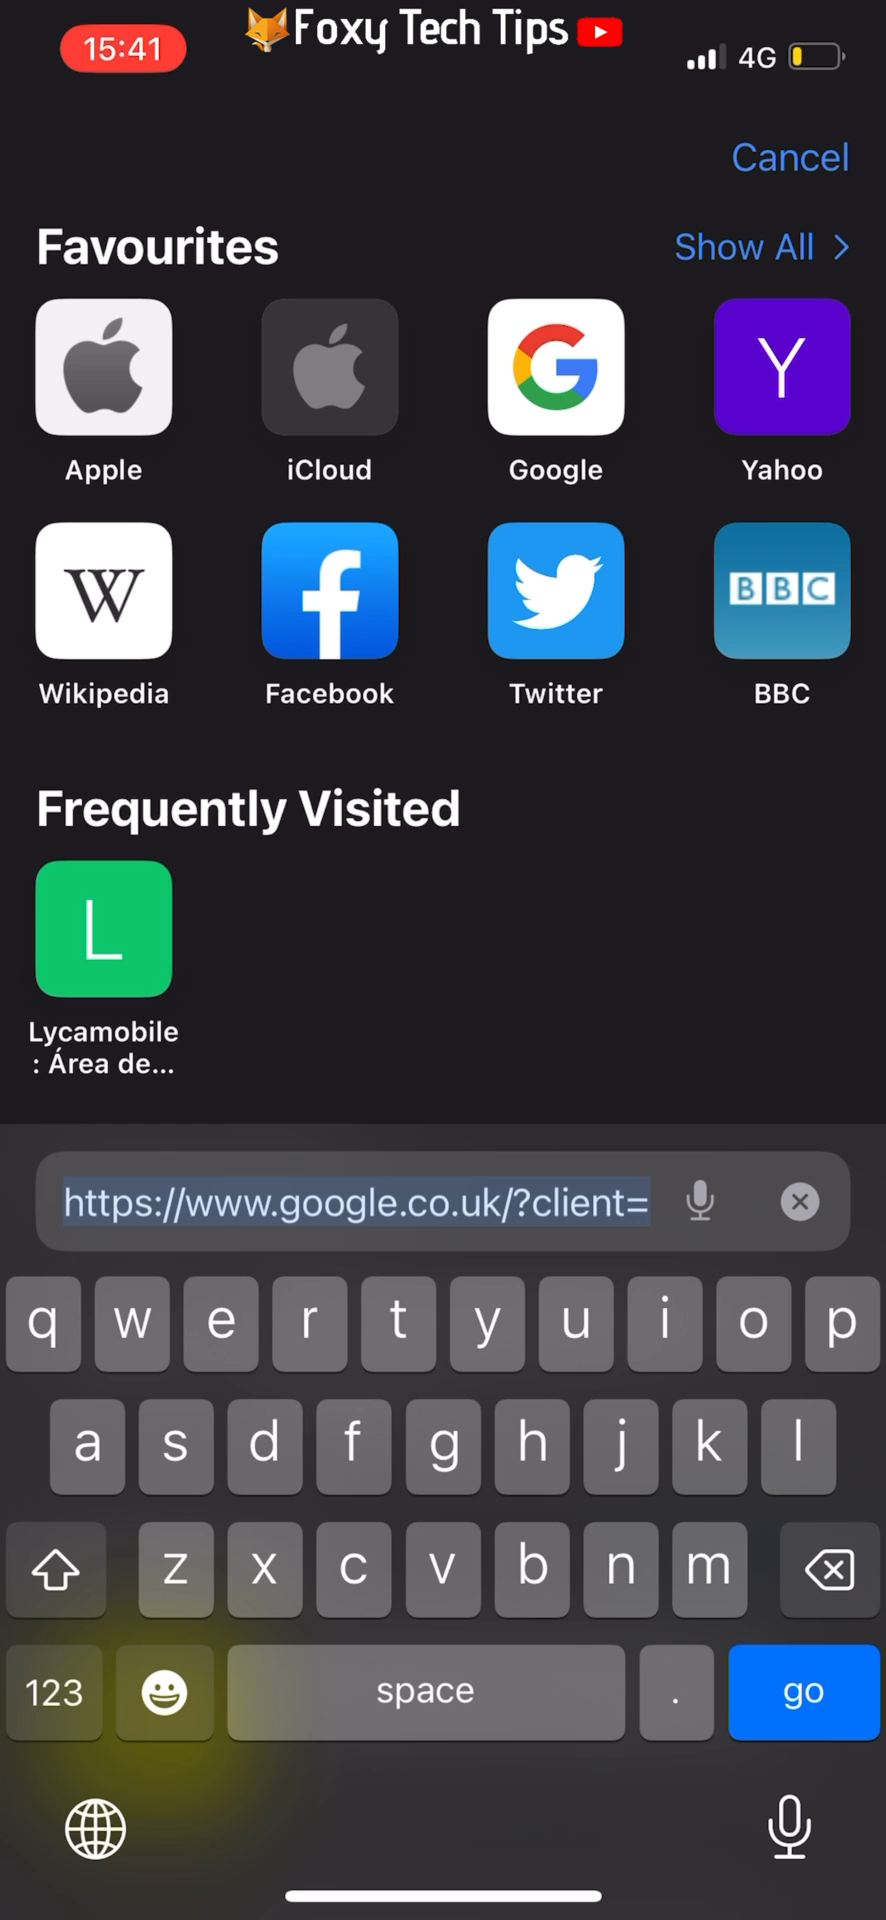 15:41
Foxy Tech Tips
4G
Cancel
Favourites
Show All
Y
Apple
iCloud
Google
Yahoo
W
BBC
Wikipedia
Facebook
Twitter
BBC
Frequently Visited
L
Lycamobile
: Área de...
https://www.google.co.uk/?client=
q w e r t y u i o p
a s d f g h j k l
z x c v b n m
123 space . go